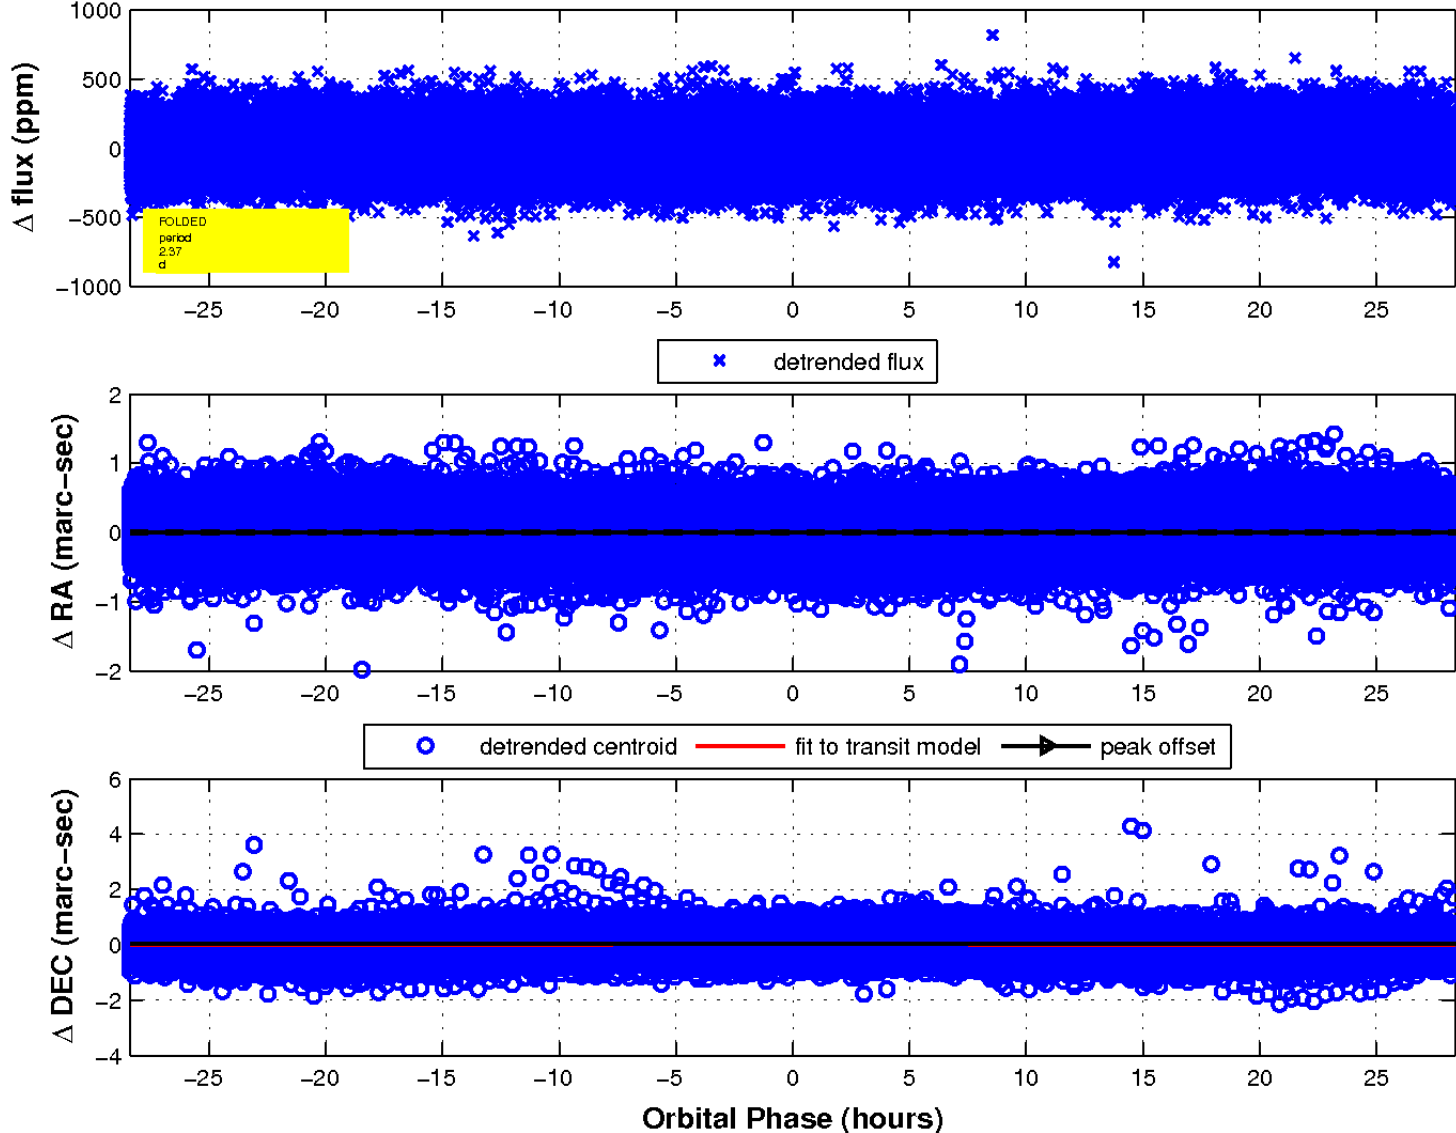 1000
500
0
−500
−1000
Δ flux (ppm)
FOLDED
period
2.37
d
−25 −20 −15 −10 −5 0 5 10 15 20 25
detrended flux
2
1
0
−1
−2
Δ RA (marc−sec)
−25 −20 −15 −10 −5 0 5 10 15 20 25
detrended centroid fit to transit model peak offset
6
4
2
0
−2
−4
Δ DEC (marc−sec)
−25 −20 −15 −10 −5 0 5 10 15 20 25
Orbital Phase (hours)